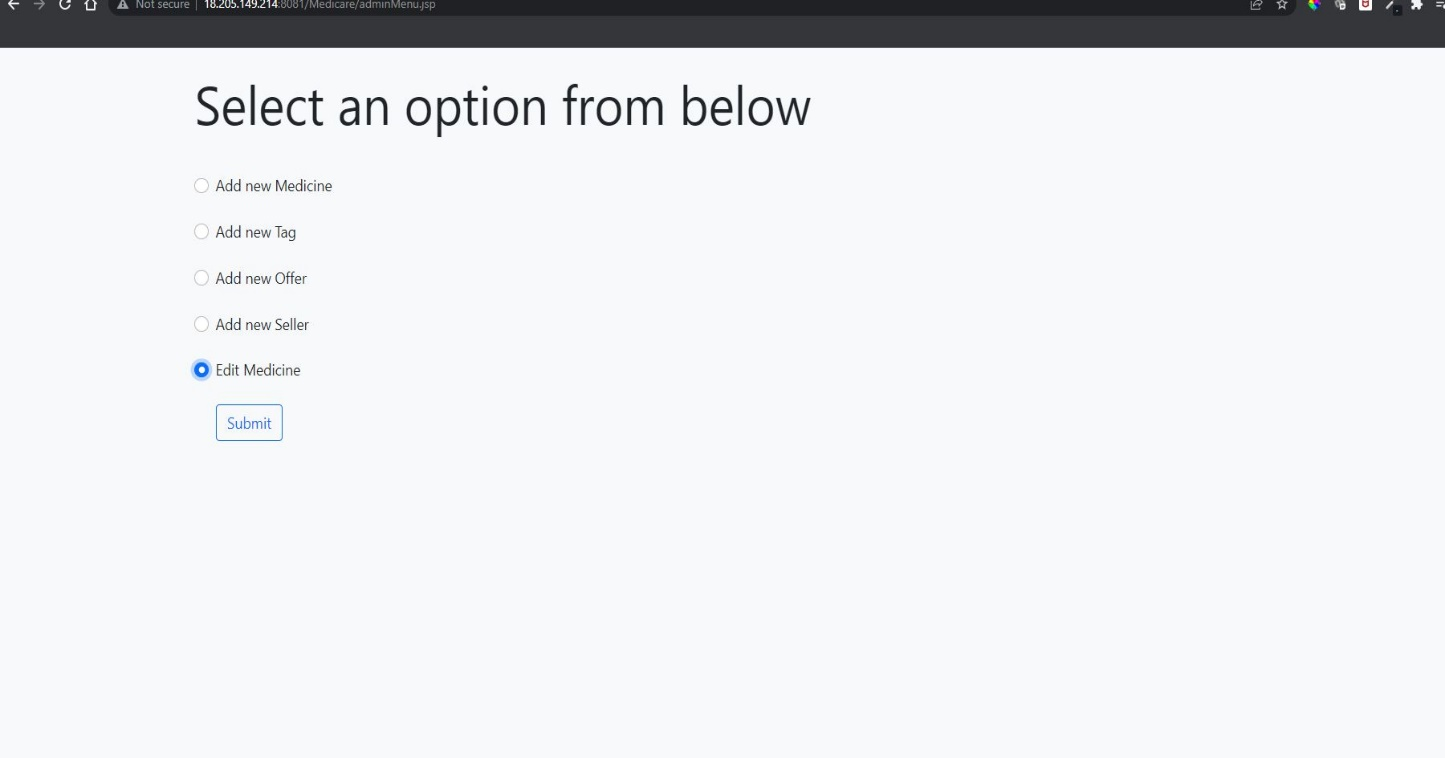 Not secure | 18.205.149.214:8081/Medicare/adminMenu.jsp
Select an option from below
Add new Medicine
Add new Tag
Add new Offer
Add new Seller
Edit Medicine
Submit